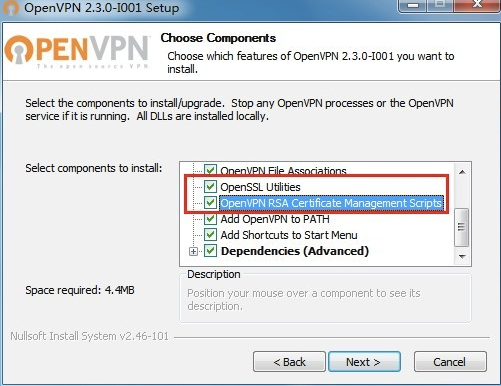 OpenVPN 2.3.0-I001 Setup
OPENVPN
The open source VPN
Choose Components
Choose which features of OpenVPN 2.3.0-I001 you want to
install.
Select the components to install/upgrade. Stop any OpenVPN processes or the OpenVPN
service if it is running. All DLLs are installed locally.
Select components to install:
OpenVPN File Associations
OpenSSL Utilities
OpenVPN RSA Certificate Management Scripts
Add OpenVPN to PATH
Add Shortcuts to Start Menu
Dependencies (Advanced)
Description
Space required: 4.4MB
Position your mouse over a component to see its
description.
Nullsoft Install System v2.46-101
< Back
Next >
Cancel